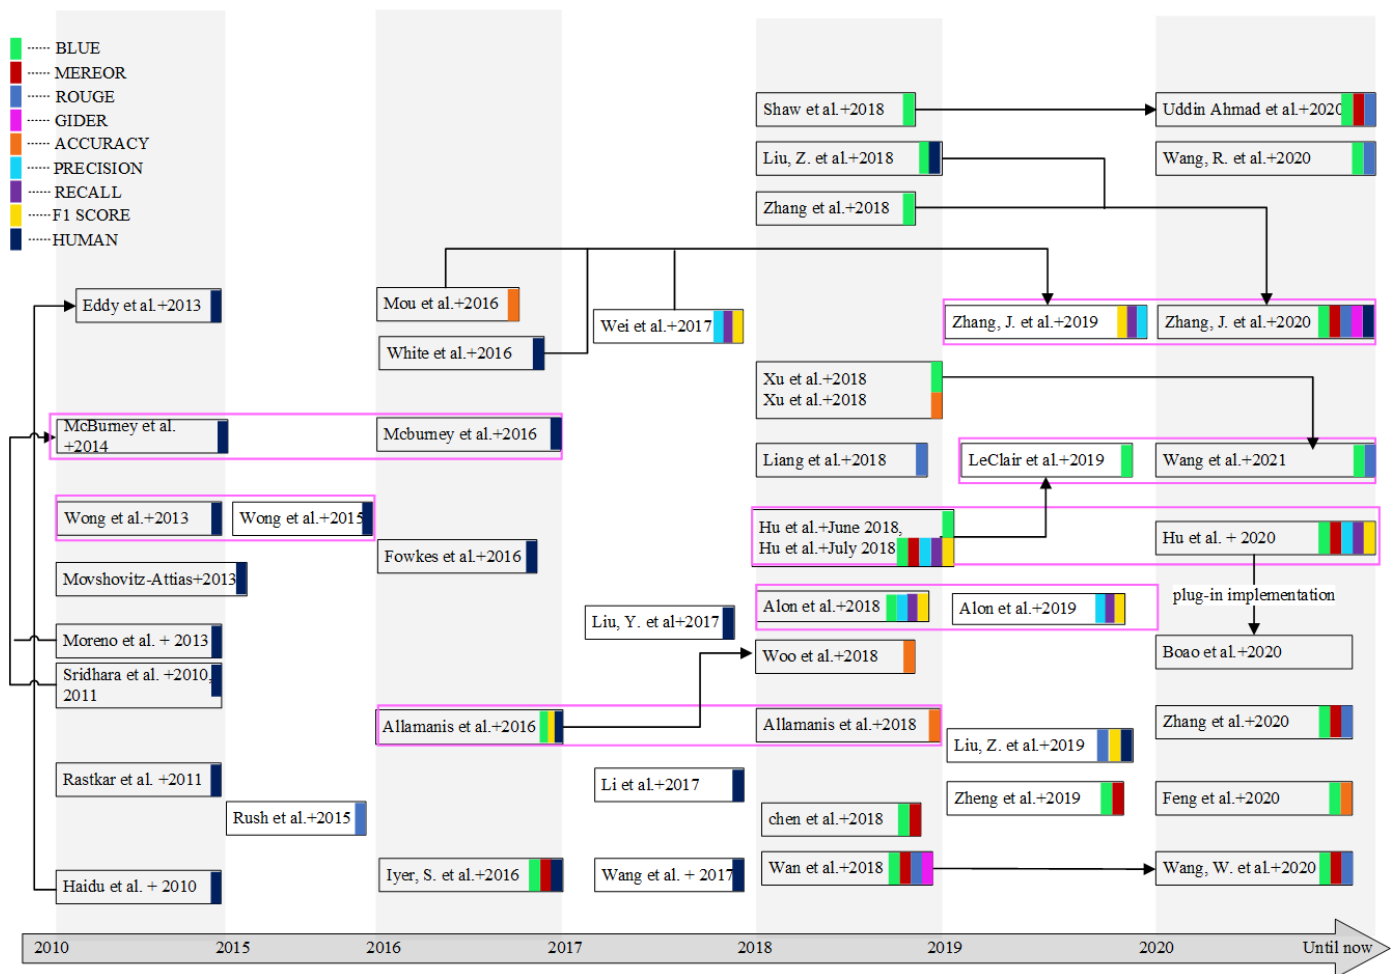 BLUE
MEREOR
ROUGE
GIDER
ACCURACY
PRECISION
RECALL
F1 SCORE
HUMAN
Shaw et al.+2018
Uddin Ahmad et al.+2020
Liu, Z. et al.+2018
Wang, R. et al.+2020
Zhang et al.+2018
Eddy et al.+2013
Mou et al.+2016
Wei et al.+2017
Zhang, J. et al.+2019
Zhang, J. et al.+2020
White et al.+2016
Xu et al.+2018
Xu et al.+2018
McBurney et al.
+2014
Mcburney et al.+2016
Liang et al.+2018
LeClair et al.+2019
Wang et al.+2021
Wong et al.+2013
Wong et al.+2015
Hu et al.+June 2018,
Hu et al.+July 2018
Hu et al. + 2020
Fowkes et al.+2016
Movshovitz-Attias+2013
plug-in implementation
Alon et al.+2018
Alon et al.+2019
Liu, Y. et al+2017
Moreno et al. + 2013
Woo et al.+2018
Boao et al.+2020
Sridhara et al. +2010,
2011
Allamanis et al.+2016
Allamanis et al.+2018
Zhang et al.+2020
Liu, Z. et al.+2019
Rastkar et al. +2011
Li et al.+2017
Zheng et al.+2019
Feng et al.+2020
Rush et al.+2015
chen et al.+2018
Haidu et al. + 2010
Iyer, S. et al.+2016
Wang et al. + 2017
Wan et al.+2018
Wang, W. et al.+2020
2010
2015
2016
2017
2018
2019
2020
Until now